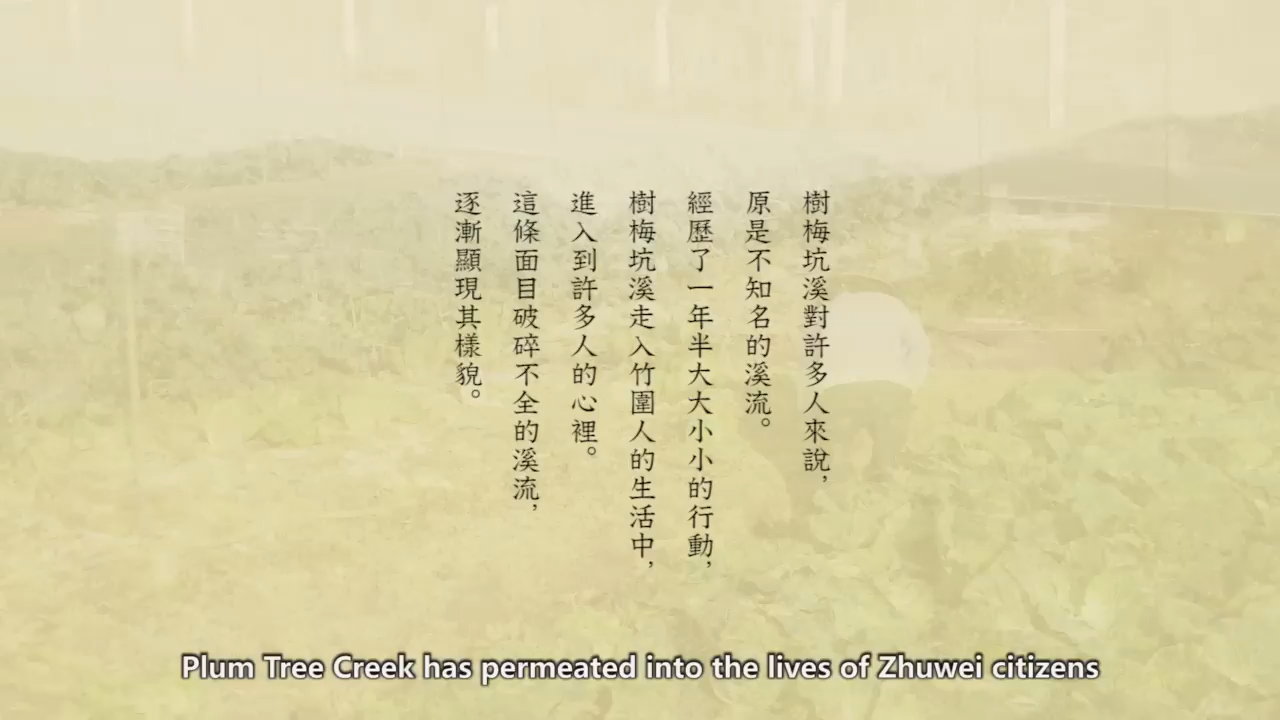 樹梅坑溪對許多人來說，
原是不知名的溪流。
經歷了一年半大大小小的行動，
樹梅坑溪走入竹圍人的生活中，
進入到許多人的心裡。
這條面目破碎不全的溪流，
逐漸顯現其樣貌。
Plum Tree Creek has permeated into the lives of Zhuwei citizens